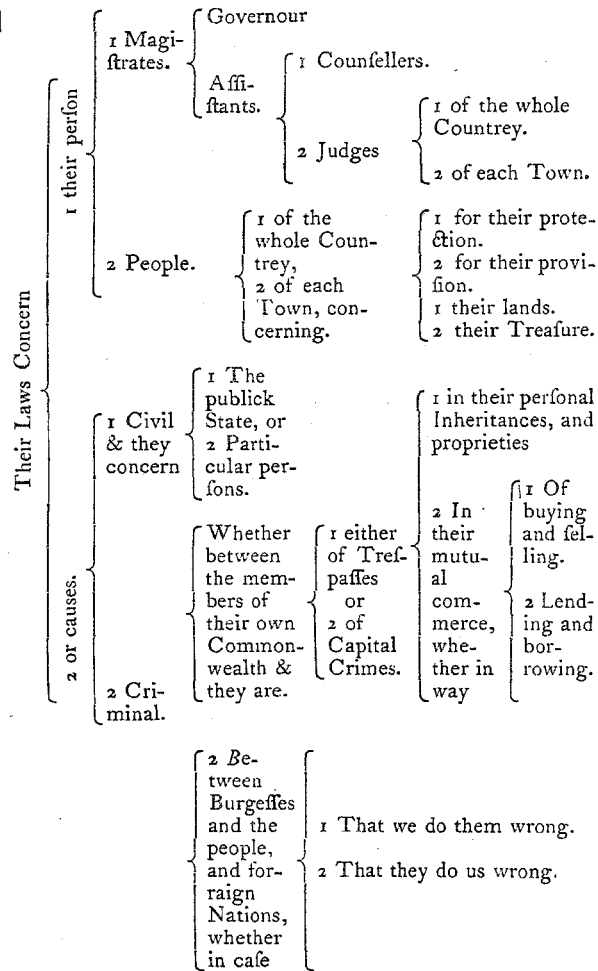 Their Laws Concern
1 their perſon
1 Magi-
ſtrates.
Governour
Aſſi-
ſtants.
1 Counſellers.
2 Judges
1 of the whole
Countrey.
2 of each Town.
2 People.
1 of the
whole Coun-
trey,
2 of each
Town, con-
cerning.
1 for their prote-
ction.
2 for their provi-
ſion.
1 their lands.
2 their Treaſure.
2 or cauſes.
1 Civil
& they
concern
1 The
publick
State, or
2 Parti-
cular per-
ſons.
2 Cri-
minal.
Whether
between
the mem-
bers of
their own
Common-
wealth &
they are.
1 either
of Treſ-
paſſes
or
2 of
Capital
Crimes.
1 in their perſonal
Inheritances, and
proprieties
2 In
their
mutu-
al
com-
merce,
whe-
ther in
way
1 Of
buying
and ſel-
ling.
2 Lend-
ing and
bor-
rowing.
2 Be-
tween
Burgeſſes
and the
people,
and for-
raign
Nations,
whether
in caſe
1 That we do them wrong.
2 That they do us wrong.